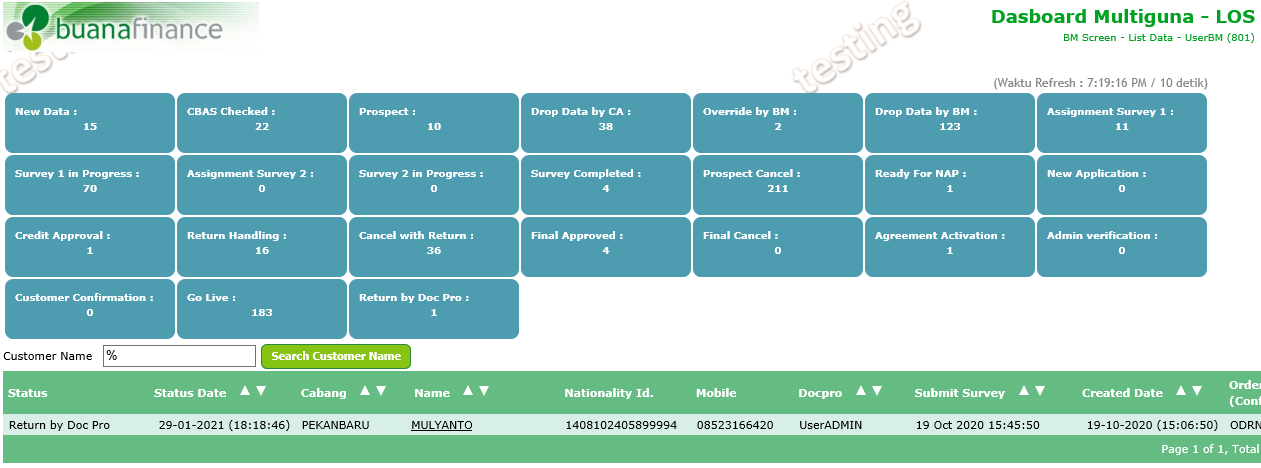 buanafinance
Dasboard Multiguna - LOS
BM Screen - List Data - UserBM (801)
testing
testing
(Waktu Refresh : 7:19:16 PM / 10 detik)
New Data : CBAS Checked : Prospect : Drop Data by CA : Override by BM : Drop Data by BM : Assignment Survey 1 :
15 22 10 38 2 123 11
Survey 1 in Progress : Assignment Survey 2 : Survey 2 in Progress : Survey Completed : Prospect Cancel : Ready For NAP : New Application :
70 0 0 4 211 1 0
Credit Approval : Return Handling : Cancel with Return : Final Approved : Final Cancel : Agreement Activation : Admin verification :
1 16 36 4 0 1 0
Customer Confirmation : Go Live : Return by Doc Pro :
0 183 1
Customer Name % Search Customer Name
Status Status Date ▲▼ Cabang ▲▼ Name ▲▼ Nationality Id. Mobile Docpro ▲▼ Submit Survey ▲▼ Created Date ▲▼ Order
(Conf
Return by Doc Pro 29-01-2021 (18:18:46) PEKANBARU MULYANTO 1408102405899994 08523166420 UserADMIN 19 Oct 2020 15:45:50 19-10-2020 (15:06:50) ODRN
Page 1 of 1, Total